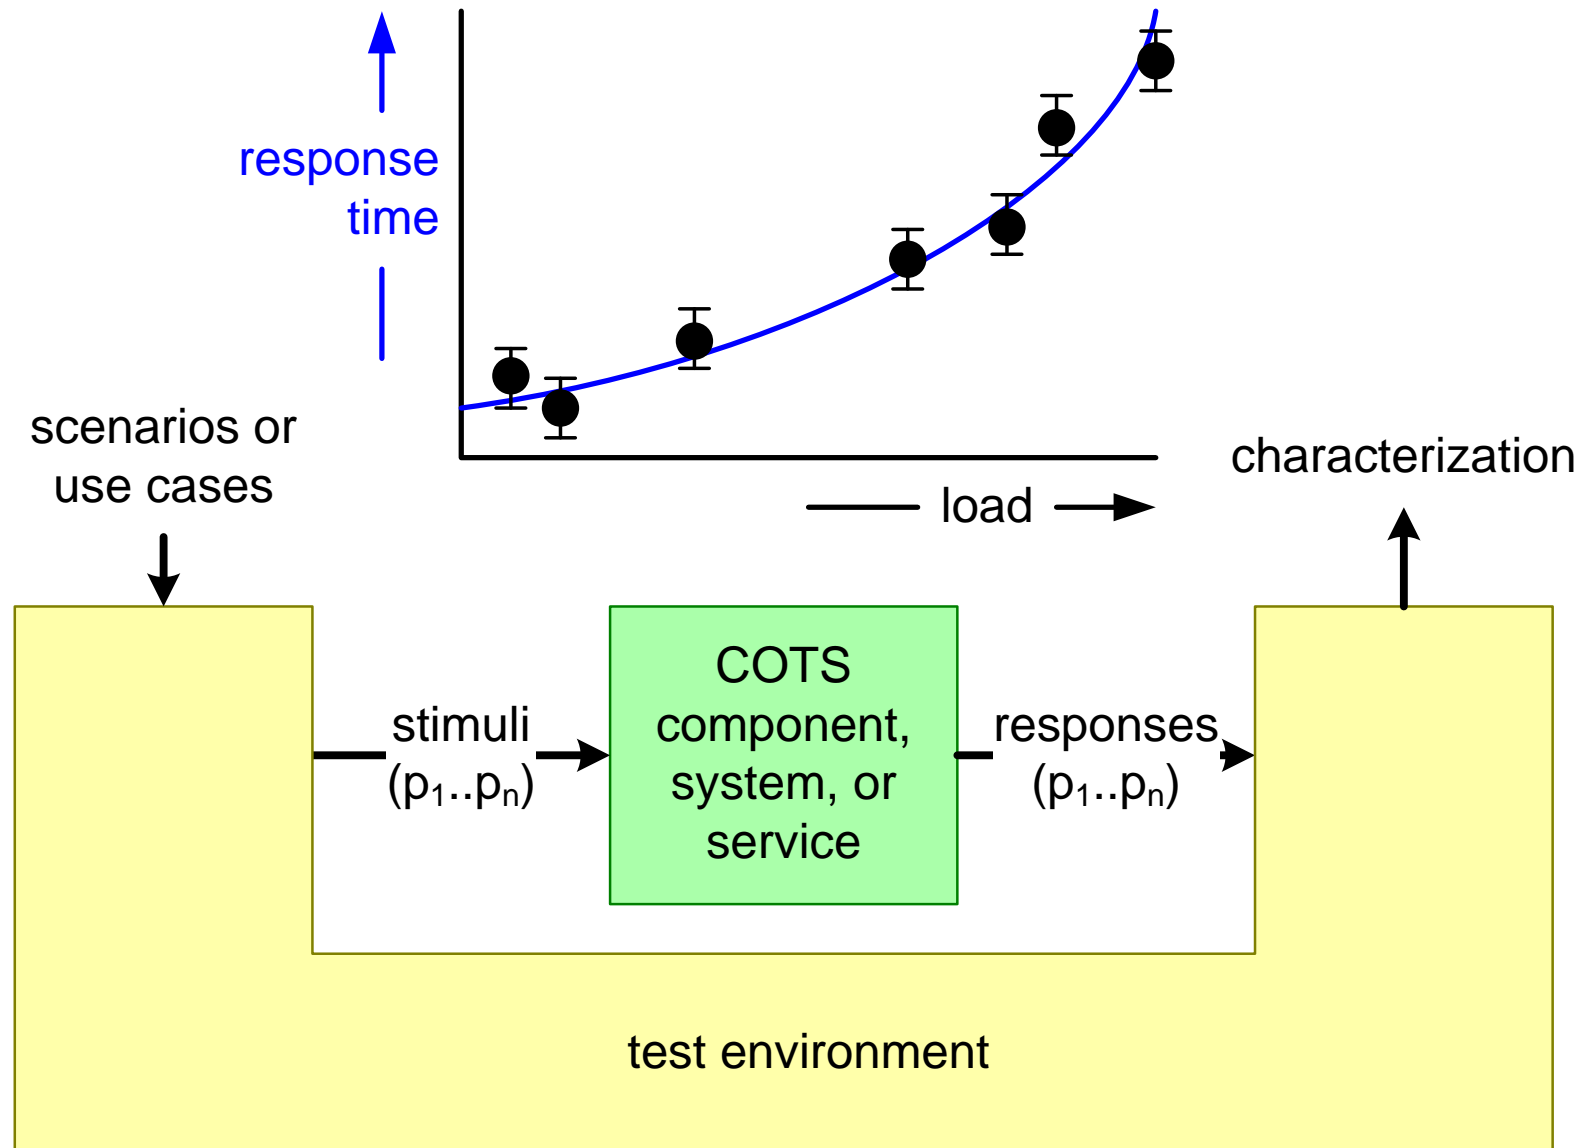 response
time
load
scenarios or
use cases
characterization
stimuli
(p₁..pₙ)
COTS
component,
system, or
service
responses
(p₁..pₙ)
test environment